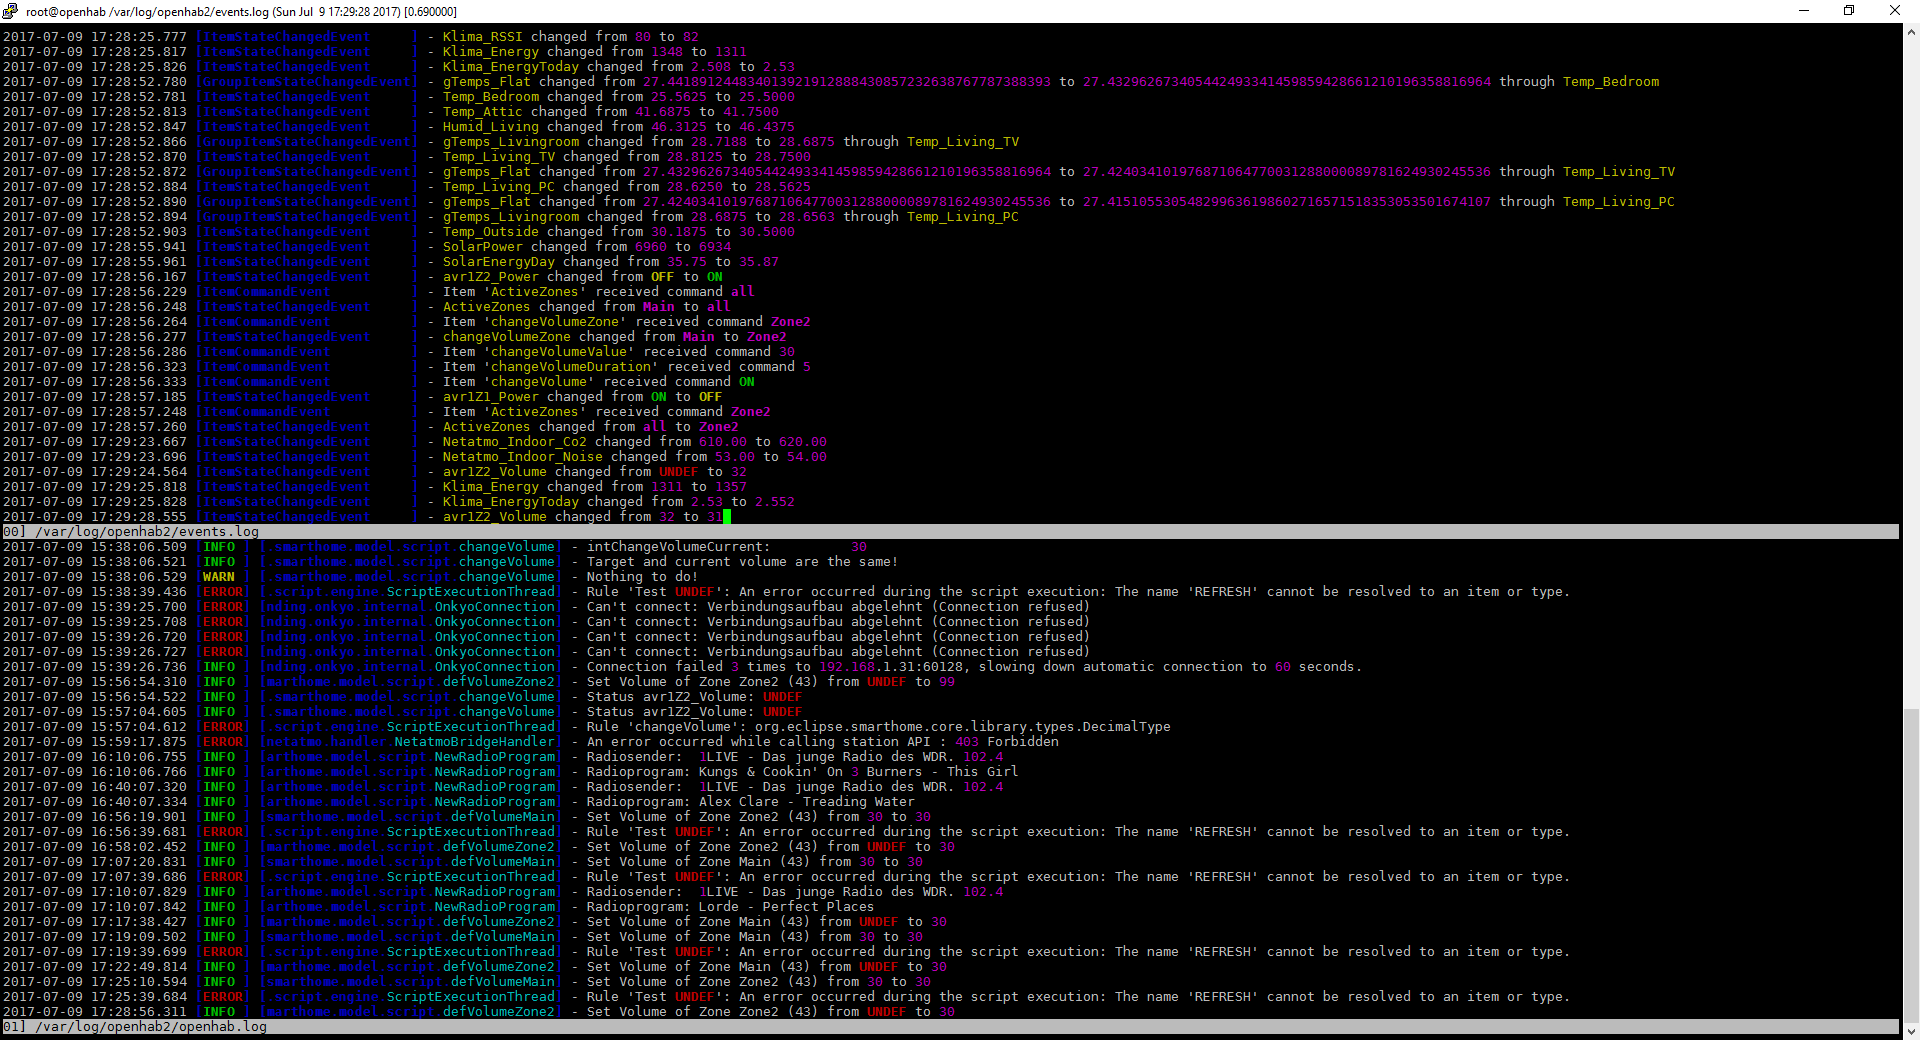 root@openhab /var/log/openhab2/events.log (Sun Jul  9 17:29:28 2017) [0.690000]
2017-07-09 17:28:25.777 [ItemStateChangedEvent     ] - Klima_RSSI changed from 80 to 82
2017-07-09 17:28:25.817 [ItemStateChangedEvent     ] - Klima_Energy changed from 1348 to 1311
2017-07-09 17:28:25.826 [ItemStateChangedEvent     ] - Klima_EnergyToday changed from 2.508 to 2.53
2017-07-09 17:28:52.780 [GroupItemStateChangedEvent] - gTemps_Flat changed from 27.441891244834013921912888430857232638767787388393 to 27.432962673405442493341459859428661210196358816964 through Temp_Bedroom
2017-07-09 17:28:52.781 [ItemStateChangedEvent     ] - Temp_Bedroom changed from 25.5625 to 25.5000
2017-07-09 17:28:52.813 [ItemStateChangedEvent     ] - Temp_Attic changed from 41.6875 to 41.7500
2017-07-09 17:28:52.847 [ItemStateChangedEvent     ] - Humid_Living changed from 46.3125 to 46.4375
2017-07-09 17:28:52.866 [GroupItemStateChangedEvent] - gTemps_Livingroom changed from 28.7188 to 28.6875 through Temp_Living_TV
2017-07-09 17:28:52.870 [ItemStateChangedEvent     ] - Temp_Living_TV changed from 28.8125 to 28.7500
2017-07-09 17:28:52.872 [GroupItemStateChangedEvent] - gTemps_Flat changed from 27.432962673405442493341459859428661210196358816964 to 27.424034101976871064770031288000089781624930245536 through Temp_Living_TV
2017-07-09 17:28:52.884 [ItemStateChangedEvent     ] - Temp_Living_PC changed from 28.6250 to 28.5625
2017-07-09 17:28:52.890 [GroupItemStateChangedEvent] - gTemps_Flat changed from 27.424034101976871064770031288000089781624930245536 to 27.415105530548299636198602716571518353053501674107 through Temp_Living_PC
2017-07-09 17:28:52.894 [GroupItemStateChangedEvent] - gTemps_Livingroom changed from 28.6875 to 28.6563 through Temp_Living_PC
2017-07-09 17:28:52.903 [ItemStateChangedEvent     ] - Temp_Outside changed from 30.1875 to 30.5000
2017-07-09 17:28:55.941 [ItemStateChangedEvent     ] - SolarPower changed from 6960 to 6934
2017-07-09 17:28:55.961 [ItemStateChangedEvent     ] - SolarEnergyDay changed from 35.75 to 35.87
2017-07-09 17:28:56.167 [ItemStateChangedEvent     ] - avr1Z2_Power changed from OFF to ON
2017-07-09 17:28:56.229 [ItemCommandEvent          ] - Item 'ActiveZones' received command all
2017-07-09 17:28:56.248 [ItemStateChangedEvent     ] - ActiveZones changed from Main to all
2017-07-09 17:28:56.264 [ItemCommandEvent          ] - Item 'changeVolumeZone' received command Zone2
2017-07-09 17:28:56.277 [ItemStateChangedEvent     ] - changeVolumeZone changed from Main to Zone2
2017-07-09 17:28:56.286 [ItemCommandEvent          ] - Item 'changeVolumeValue' received command 30
2017-07-09 17:28:56.323 [ItemCommandEvent          ] - Item 'changeVolumeDuration' received command 5
2017-07-09 17:28:56.333 [ItemCommandEvent          ] - Item 'changeVolume' received command ON
2017-07-09 17:28:57.185 [ItemStateChangedEvent     ] - avr1Z1_Power changed from ON to OFF
2017-07-09 17:28:57.248 [ItemCommandEvent          ] - Item 'ActiveZones' received command Zone2
2017-07-09 17:28:57.260 [ItemStateChangedEvent     ] - ActiveZones changed from all to Zone2
2017-07-09 17:29:23.667 [ItemStateChangedEvent     ] - Netatmo_Indoor_Co2 changed from 610.00 to 620.00
2017-07-09 17:29:23.696 [ItemStateChangedEvent     ] - Netatmo_Indoor_Noise changed from 53.00 to 54.00
2017-07-09 17:29:24.564 [ItemStateChangedEvent     ] - avr1Z2_Volume changed from UNDEF to 32
2017-07-09 17:29:25.818 [ItemStateChangedEvent     ] - Klima_Energy changed from 1311 to 1357
2017-07-09 17:29:25.828 [ItemStateChangedEvent     ] - Klima_EnergyToday changed from 2.53 to 2.552
2017-07-09 17:29:28.555 [ItemStateChangedEvent     ] - avr1Z2_Volume changed from 32 to 31
00] /var/log/openhab2/events.log
2017-07-09 15:38:06.509 [INFO ] [.smarthome.model.script.changeVolume] - intChangeVolumeCurrent:          30
2017-07-09 15:38:06.521 [INFO ] [.smarthome.model.script.changeVolume] - Target and current volume are the same!
2017-07-09 15:38:06.529 [WARN ] [.smarthome.model.script.changeVolume] - Nothing to do!
2017-07-09 15:38:39.436 [ERROR] [.script.engine.ScriptExecutionThread] - Rule 'Test UNDEF': An error occurred during the script execution: The name 'REFRESH' cannot be resolved to an item or type.
2017-07-09 15:39:25.700 [ERROR] [nding.onkyo.internal.OnkyoConnection] - Can't connect: Verbindungsaufbau abgelehnt (Connection refused)
2017-07-09 15:39:25.708 [ERROR] [nding.onkyo.internal.OnkyoConnection] - Can't connect: Verbindungsaufbau abgelehnt (Connection refused)
2017-07-09 15:39:26.720 [ERROR] [nding.onkyo.internal.OnkyoConnection] - Can't connect: Verbindungsaufbau abgelehnt (Connection refused)
2017-07-09 15:39:26.727 [ERROR] [nding.onkyo.internal.OnkyoConnection] - Can't connect: Verbindungsaufbau abgelehnt (Connection refused)
2017-07-09 15:39:26.736 [INFO ] [nding.onkyo.internal.OnkyoConnection] - Connection failed 3 times to 192.168.1.31:60128, slowing down automatic connection to 60 seconds.
2017-07-09 15:56:54.310 [INFO ] [marthome.model.script.defVolumeZone2] - Set Volume of Zone Zone2 (43) from UNDEF to 99
2017-07-09 15:56:54.522 [INFO ] [.smarthome.model.script.changeVolume] - Status avr1Z2_Volume: UNDEF
2017-07-09 15:57:04.605 [INFO ] [.smarthome.model.script.changeVolume] - Status avr1Z2_Volume: UNDEF
2017-07-09 15:57:04.612 [ERROR] [.script.engine.ScriptExecutionThread] - Rule 'changeVolume': org.eclipse.smarthome.core.library.types.DecimalType
2017-07-09 15:59:17.875 [ERROR] [netatmo.handler.NetatmoBridgeHandler] - An error occurred while calling station API : 403 Forbidden
2017-07-09 16:10:06.755 [INFO ] [arthome.model.script.NewRadioProgram] - Radiosender:  1LIVE - Das junge Radio des WDR. 102.4
2017-07-09 16:10:06.766 [INFO ] [arthome.model.script.NewRadioProgram] - Radioprogram: Kungs & Cookin' On 3 Burners - This Girl
2017-07-09 16:40:07.320 [INFO ] [arthome.model.script.NewRadioProgram] - Radiosender:  1LIVE - Das junge Radio des WDR. 102.4
2017-07-09 16:40:07.334 [INFO ] [arthome.model.script.NewRadioProgram] - Radioprogram: Alex Clare - Treading Water
2017-07-09 16:56:19.901 [INFO ] [smarthome.model.script.defVolumeMain] - Set Volume of Zone Zone2 (43) from 30 to 30
2017-07-09 16:56:39.681 [ERROR] [.script.engine.ScriptExecutionThread] - Rule 'Test UNDEF': An error occurred during the script execution: The name 'REFRESH' cannot be resolved to an item or type.
2017-07-09 16:58:02.452 [INFO ] [marthome.model.script.defVolumeZone2] - Set Volume of Zone Zone2 (43) from UNDEF to 30
2017-07-09 17:07:20.831 [INFO ] [smarthome.model.script.defVolumeMain] - Set Volume of Zone Main (43) from 30 to 30
2017-07-09 17:07:39.686 [ERROR] [.script.engine.ScriptExecutionThread] - Rule 'Test UNDEF': An error occurred during the script execution: The name 'REFRESH' cannot be resolved to an item or type.
2017-07-09 17:10:07.829 [INFO ] [arthome.model.script.NewRadioProgram] - Radiosender:  1LIVE - Das junge Radio des WDR. 102.4
2017-07-09 17:10:07.842 [INFO ] [arthome.model.script.NewRadioProgram] - Radioprogram: Lorde - Perfect Places
2017-07-09 17:17:38.427 [INFO ] [marthome.model.script.defVolumeZone2] - Set Volume of Zone Main (43) from UNDEF to 30
2017-07-09 17:19:09.502 [INFO ] [smarthome.model.script.defVolumeMain] - Set Volume of Zone Main (43) from 30 to 30
2017-07-09 17:19:39.699 [ERROR] [.script.engine.ScriptExecutionThread] - Rule 'Test UNDEF': An error occurred during the script execution: The name 'REFRESH' cannot be resolved to an item or type.
2017-07-09 17:22:49.814 [INFO ] [marthome.model.script.defVolumeZone2] - Set Volume of Zone Main (43) from UNDEF to 30
2017-07-09 17:25:10.594 [INFO ] [smarthome.model.script.defVolumeMain] - Set Volume of Zone Zone2 (43) from 30 to 30
2017-07-09 17:25:39.684 [ERROR] [.script.engine.ScriptExecutionThread] - Rule 'Test UNDEF': An error occurred during the script execution: The name 'REFRESH' cannot be resolved to an item or type.
2017-07-09 17:28:56.311 [INFO ] [marthome.model.script.defVolumeZone2] - Set Volume of Zone Zone2 (43) from UNDEF to 30
01] /var/log/openhab2/openhab.log